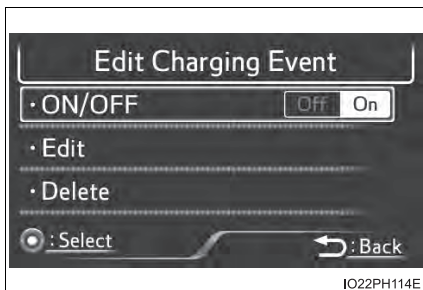 Edit Charging Event
・ON/OFF Off On
・Edit
・Delete
: Select : Back
IO22PH114E